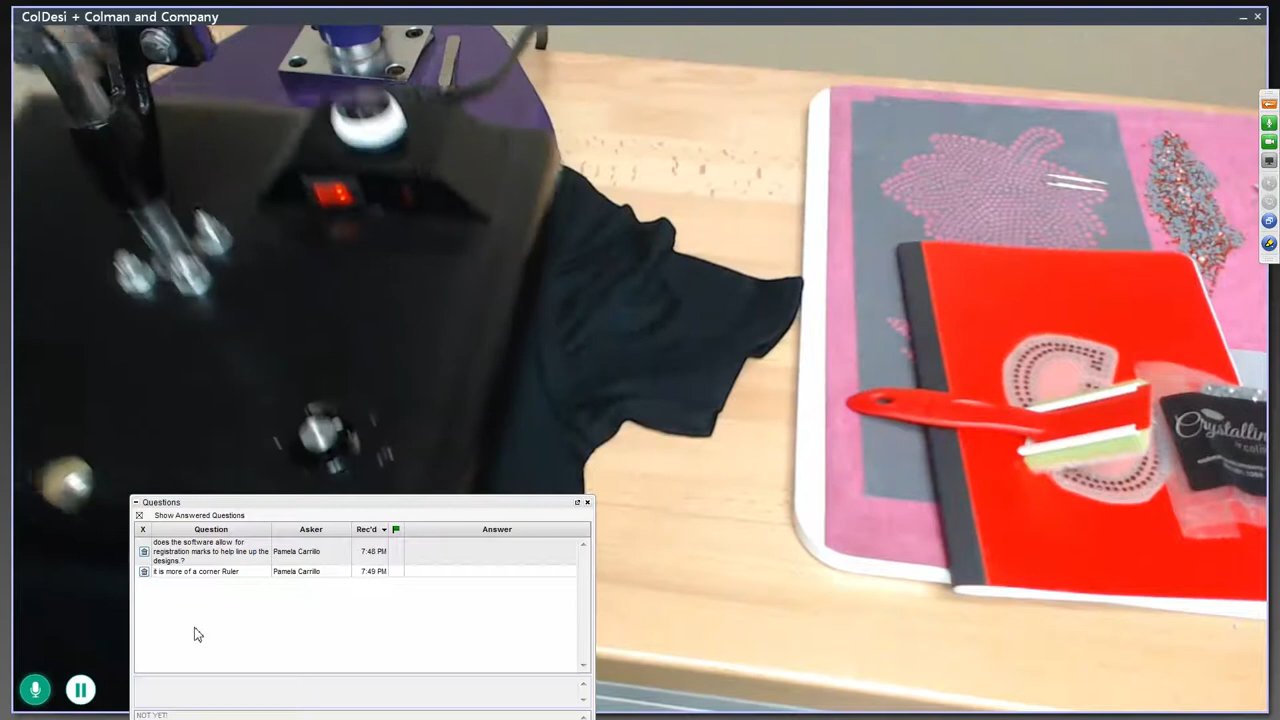 ColDesi + Colman and Company
Crystallin
Questions
Show Answered Questions
X Question Asker Rec'd Answer
does the software allow for
registration marks to help line up the
designs.?
Pamela Carrillo 7:48 PM
it is more of a corner Ruler Pamela Carrillo 7:49 PM
NOT YET!